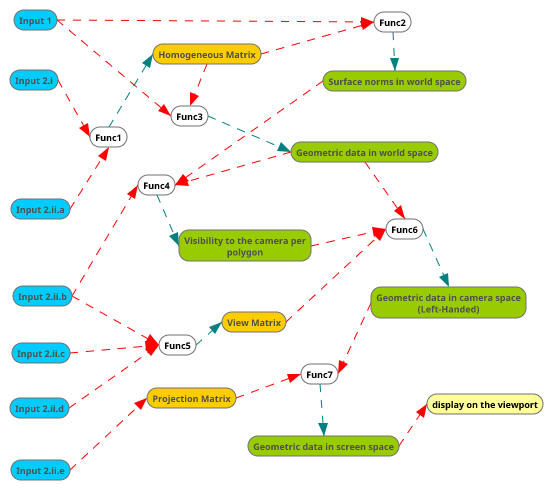 Input 1
Func2
Homogeneous Matrix
Input 2.i
Surface norms in world space
Func3
Func1
Geometric data in world space
Func4
Input 2.ii.a
Func6
Visibility to the camera per
polygon
Input 2.ii.b
Geometric data in camera space
(Left-Handed)
View Matrix
Func5
Input 2.ii.c
Func7
Projection Matrix
display on the viewport
Input 2.ii.d
Geometric data in screen space
Input 2.ii.e